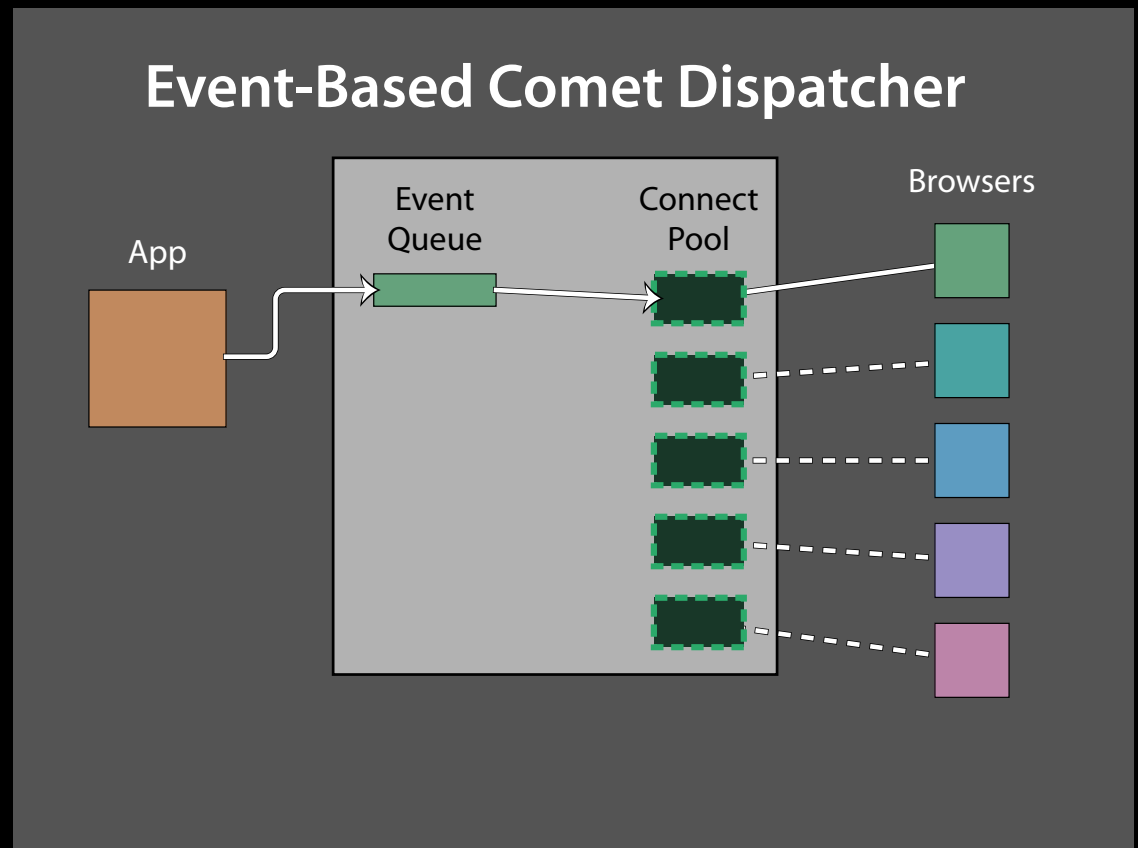 Event-Based Comet Dispatcher
App
Event
Queue
Connect
Pool
Browsers